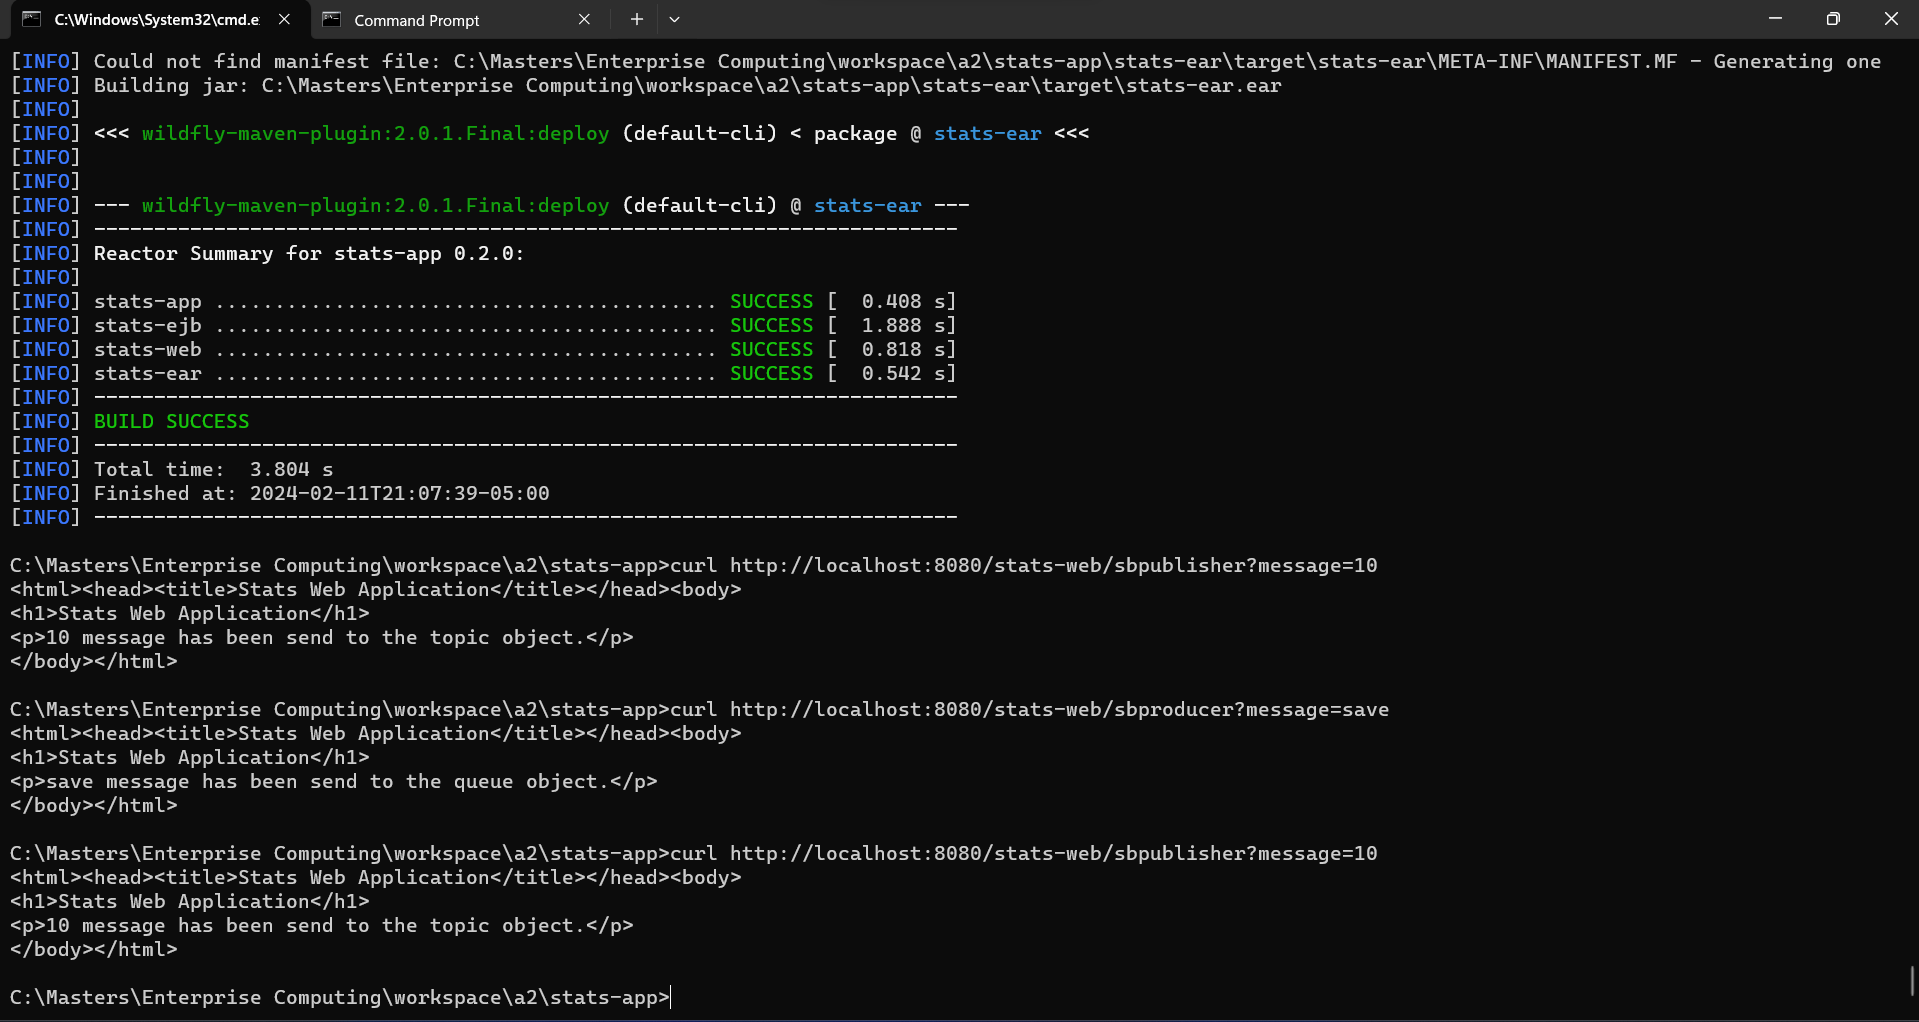 C:\Windows\System32\cmd.e
Command Prompt
[INFO] Could not find manifest file: C:\Masters\Enterprise Computing\workspace\a2\stats-app\stats-ear\target\stats-ear\META-INF\MANIFEST.MF - Generating one
[INFO] Building jar: C:\Masters\Enterprise Computing\workspace\a2\stats-app\stats-ear\target\stats-ear.ear
[INFO]
[INFO] <<< wildfly-maven-plugin:2.0.1.Final:deploy (default-cli) < package @ stats-ear <<<
[INFO]
[INFO]
[INFO] --- wildfly-maven-plugin:2.0.1.Final:deploy (default-cli) @ stats-ear ---
[INFO] ------------------------------------------------------------------------
[INFO] Reactor Summary for stats-app 0.2.0:
[INFO]
[INFO] stats-app .......................................... SUCCESS [  0.408 s]
[INFO] stats-ejb .......................................... SUCCESS [  1.888 s]
[INFO] stats-web .......................................... SUCCESS [  0.818 s]
[INFO] stats-ear .......................................... SUCCESS [  0.542 s]
[INFO] ------------------------------------------------------------------------
[INFO] BUILD SUCCESS
[INFO] ------------------------------------------------------------------------
[INFO] Total time:  3.804 s
[INFO] Finished at: 2024-02-11T21:07:39-05:00
[INFO] ------------------------------------------------------------------------
C:\Masters\Enterprise Computing\workspace\a2\stats-app>curl http://localhost:8080/stats-web/sbpublisher?message=10
<html><head><title>Stats Web Application</title></head><body>
<h1>Stats Web Application</h1>
<p>10 message has been send to the topic object.</p>
</body></html>
C:\Masters\Enterprise Computing\workspace\a2\stats-app>curl http://localhost:8080/stats-web/sbproducer?message=save
<html><head><title>Stats Web Application</title></head><body>
<h1>Stats Web Application</h1>
<p>save message has been send to the queue object.</p>
</body></html>
C:\Masters\Enterprise Computing\workspace\a2\stats-app>curl http://localhost:8080/stats-web/sbpublisher?message=10
<html><head><title>Stats Web Application</title></head><body>
<h1>Stats Web Application</h1>
<p>10 message has been send to the topic object.</p>
</body></html>
C:\Masters\Enterprise Computing\workspace\a2\stats-app>